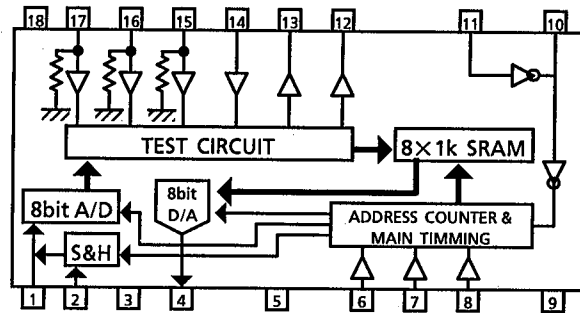 18 17 16 15 14 13 12 11 10
TEST CIRCUIT
8×1k SRAM
8bit A/D
8bit
D/A
ADDRESS COUNTER &
MAIN TIMMING
S&H
1 2 3 4 5 6 7 8 9